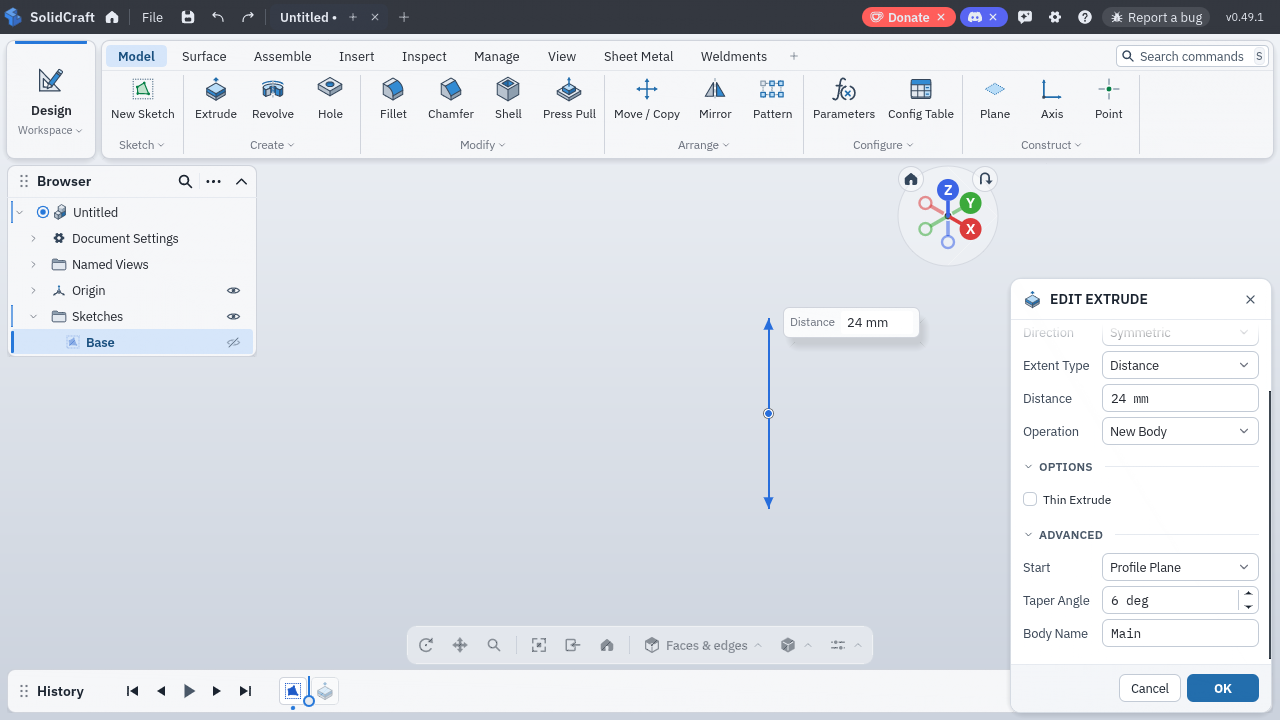 SolidCraft File Untitled • Donate Report a bug v0.49.1
Design
Workspace
Model Surface Assemble Insert Inspect Manage View Sheet Metal Weldments Search commands S
New Sketch Extrude Revolve Hole Fillet Chamfer Shell Press Pull Move / Copy Mirror Pattern Parameters Config Table Plane Axis Point
Sketch Create Modify Arrange Configure Construct
Browser
Untitled
Document Settings
Named Views
Origin
Sketches
Base
Z
Y
X
Distance 24 mm
EDIT EXTRUDE
Direction Symmetric
Extent Type Distance
Distance 24 mm
Operation New Body
OPTIONS
Thin Extrude
ADVANCED
Start Profile Plane
Taper Angle 6 deg
Body Name Main
Cancel OK
Faces & edges
History